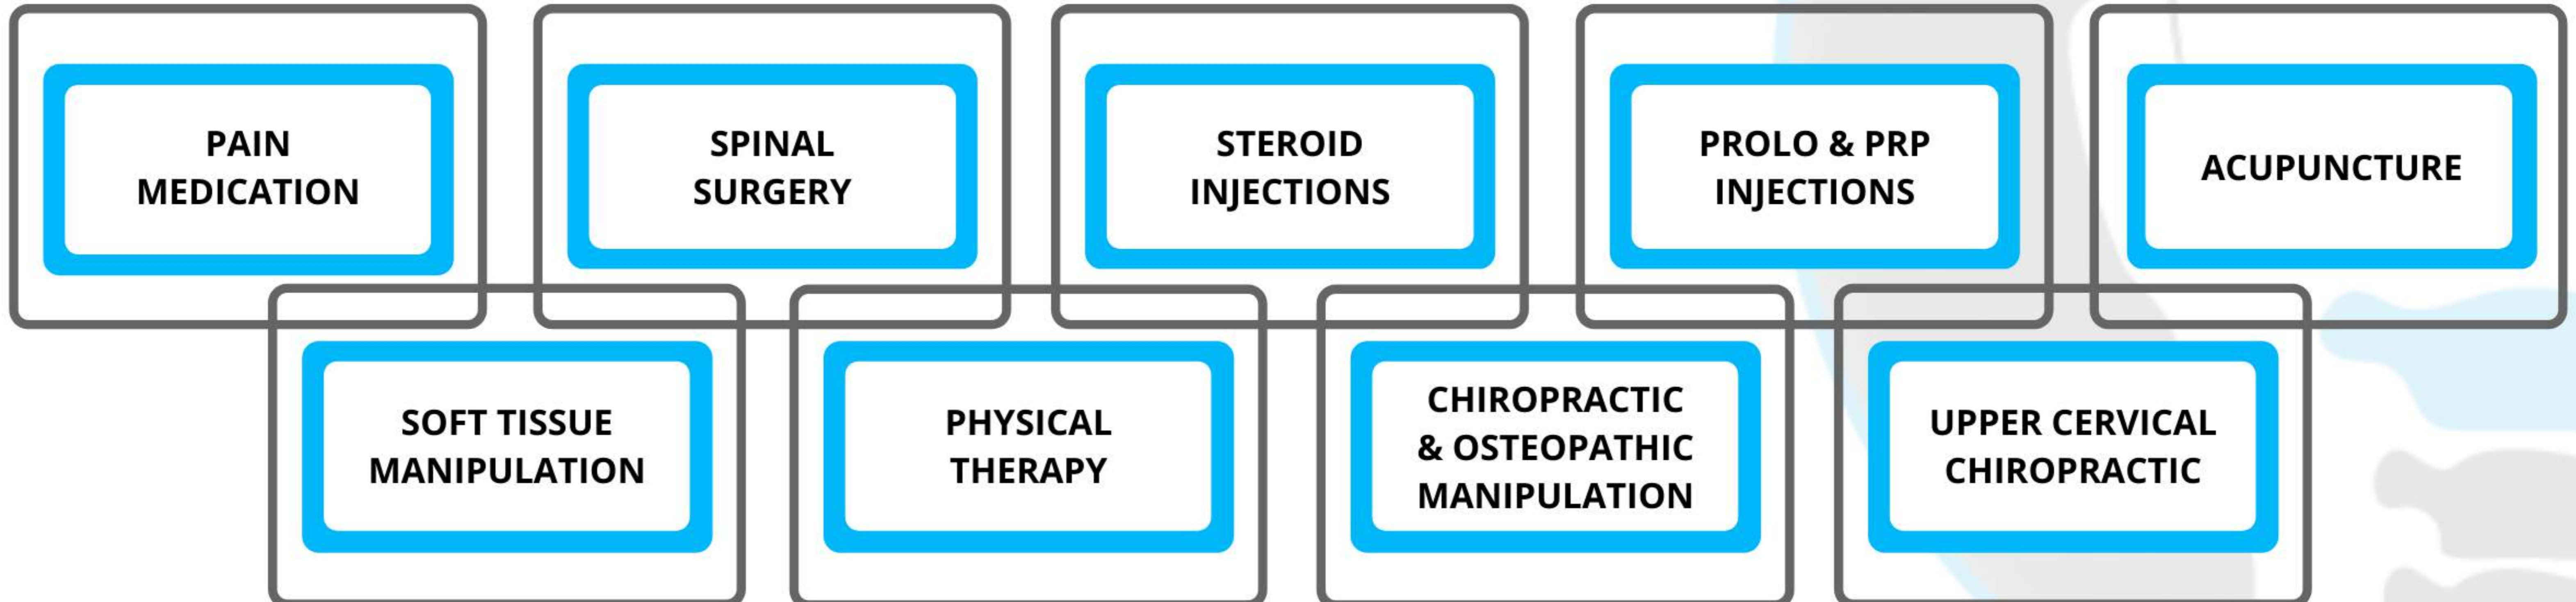 PAIN
MEDICATION
SPINAL
SURGERY
STEROID
INJECTIONS
PROLO & PRP
INJECTIONS
ACUPUNCTURE
SOFT TISSUE
MANIPULATION
PHYSICAL
THERAPY
CHIROPRACTIC
& OSTEOPATHIC
MANIPULATION
UPPER CERVICAL
CHIROPRACTIC